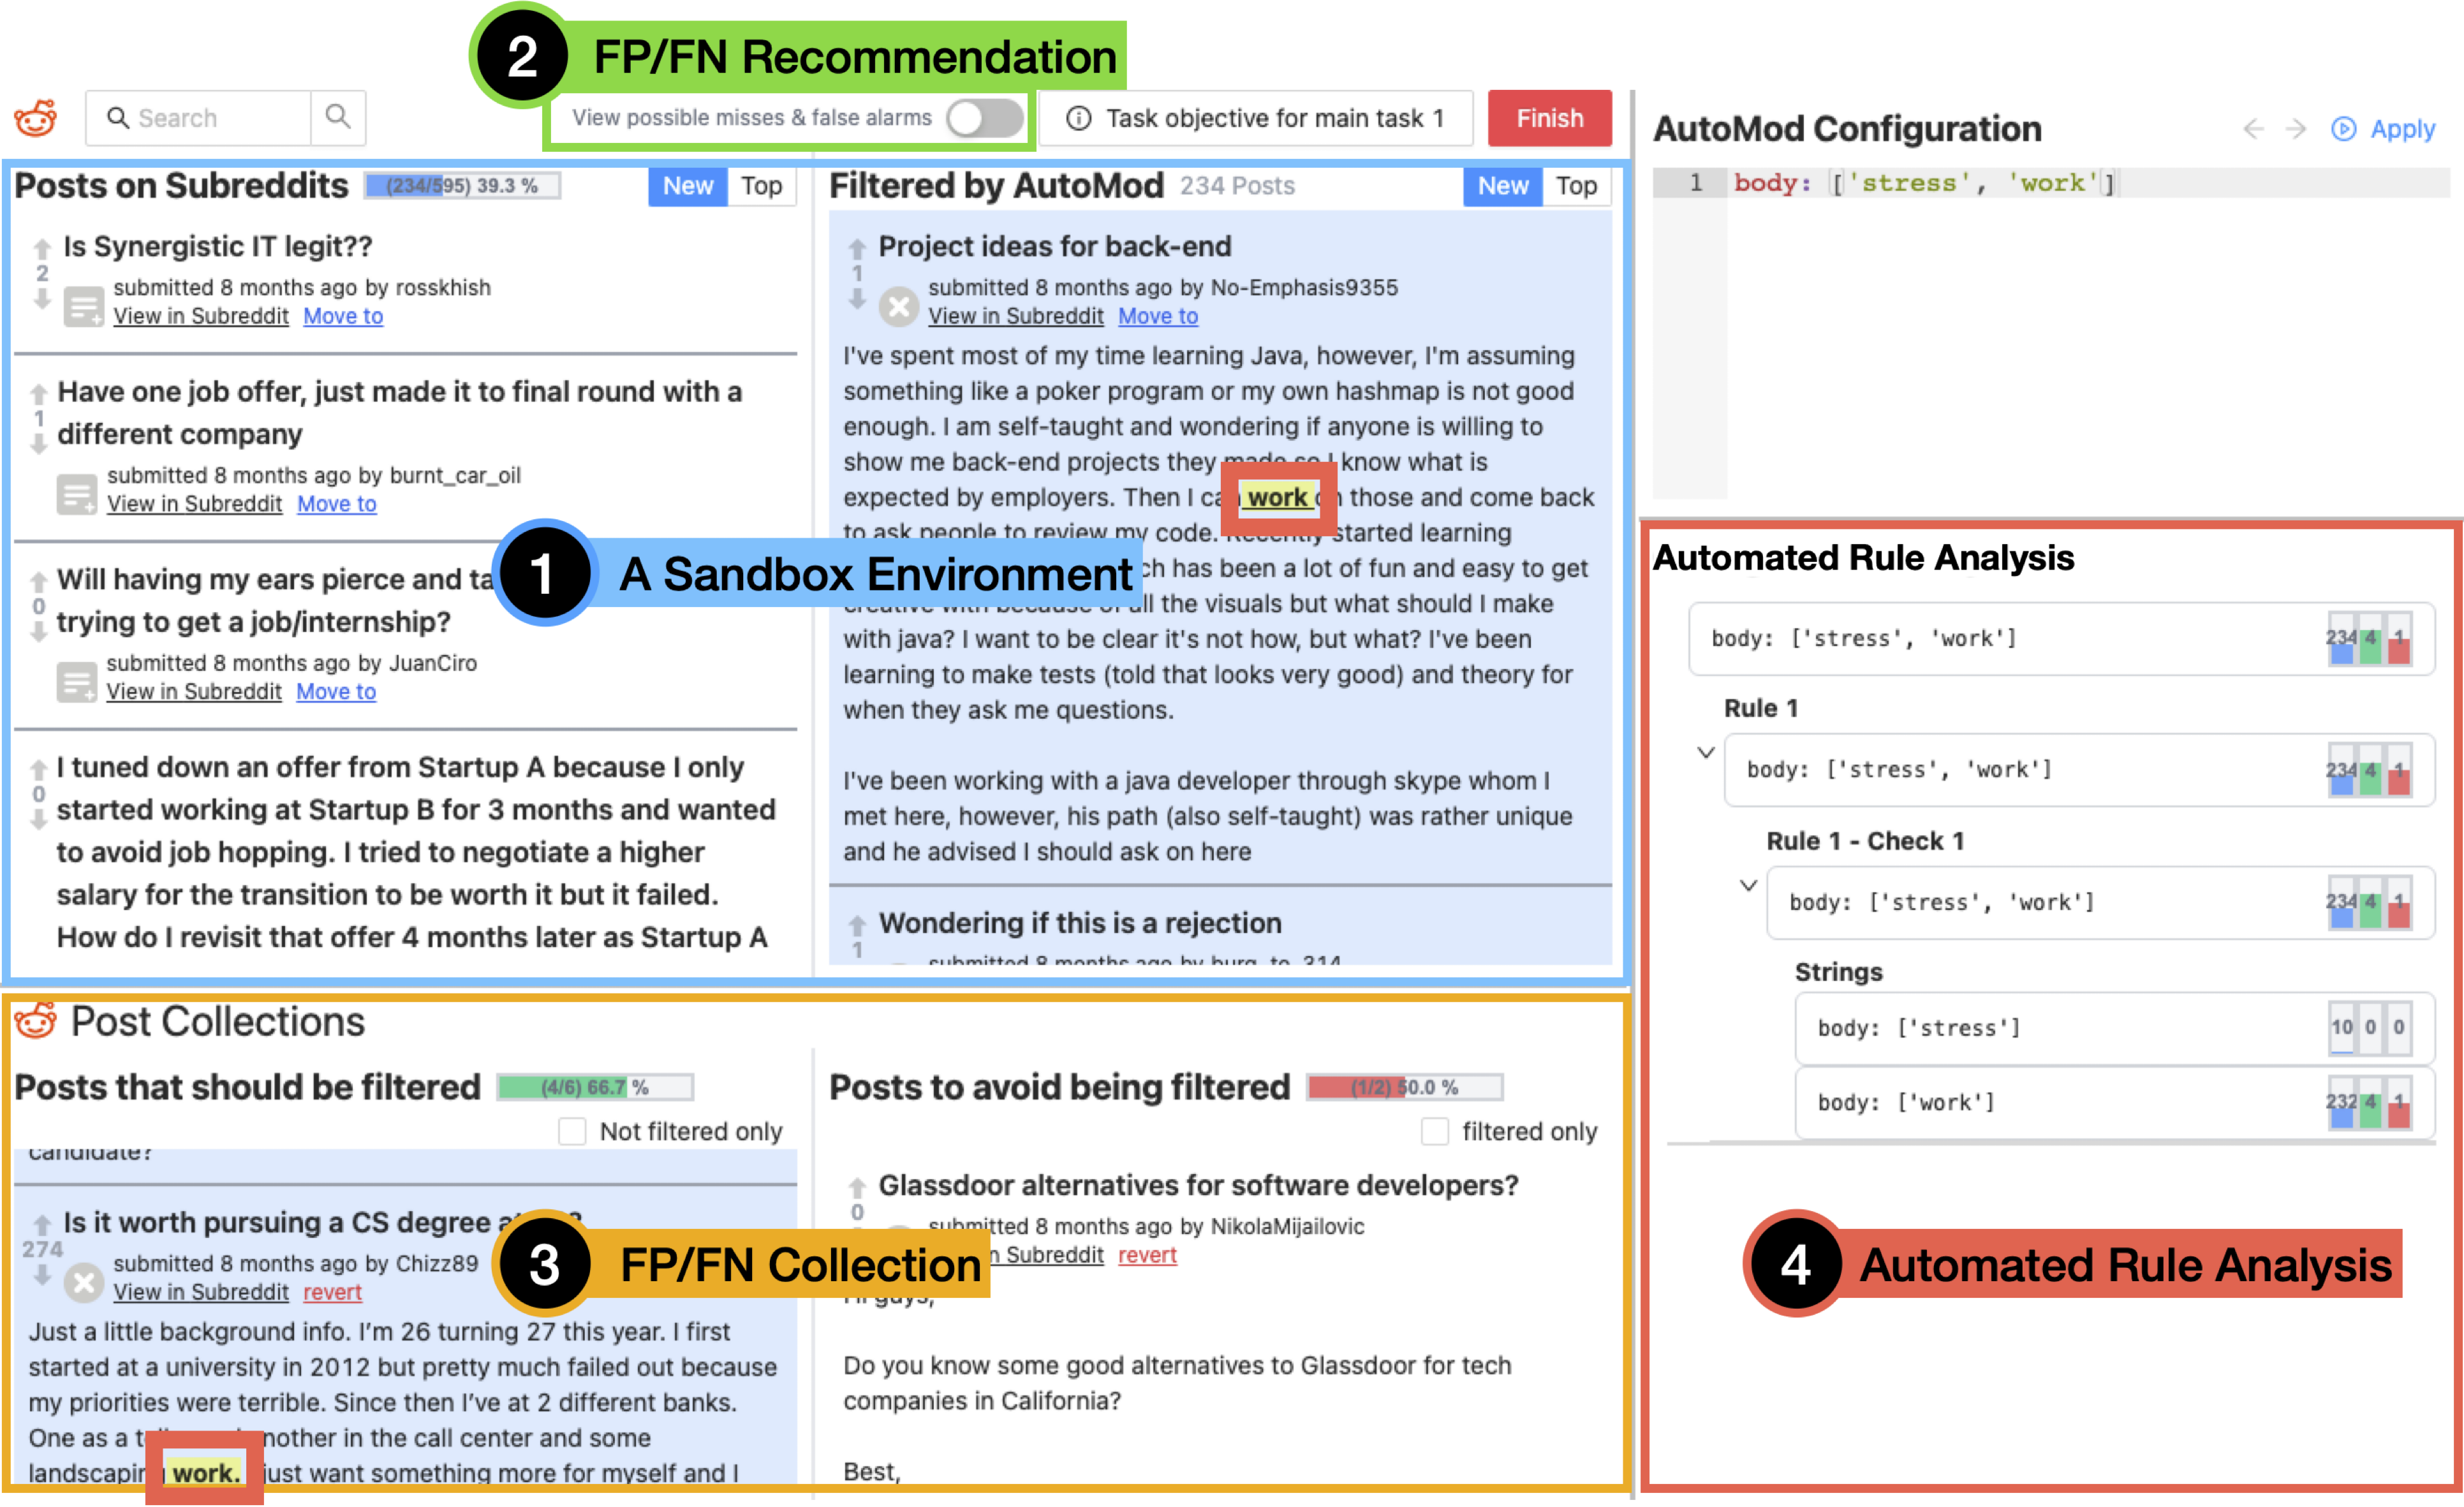 2 FP/FN Recommendation
Search
View possible misses & false alarms
Task objective for main task 1
Finish
Posts on Subreddits (234/595) 39.3 % New Top
Is Synergistic IT legit??
2
submitted 8 months ago by rosskhish
View in Subreddit Move to
Have one job offer, just made it to final round with a
1
different company
submitted 8 months ago by burnt_car_oil
View in Subreddit Move to
Will having my ears pierce and ta
0
trying to get a job/internship?
submitted 8 months ago by JuanCiro
View in Subreddit Move to
I tuned down an offer from Startup A because I only
0
started working at Startup B for 3 months and wanted
to avoid job hopping. I tried to negotiate a higher
salary for the transition to be worth it but it failed.
How do I revisit that offer 4 months later as Startup A
1 A Sandbox Environment
Filtered by AutoMod 234 Posts New Top
Project ideas for back-end
1
submitted 8 months ago by No-Emphasis9355
View in Subreddit Move to
I've spent most of my time learning Java, however, I'm assuming
something like a poker program or my own hashmap is not good
enough. I am self-taught and wondering if anyone is willing to
show me back-end projects they made so I know what is
expected by employers. Then I can work on those and come back
to ask people to review my code. Recently started learning
ch has been a lot of fun and easy to get
creative with because of all the visuals but what should I make
with java? I want to be clear it's not how, but what? I've been
learning to make tests (told that looks very good) and theory for
when they ask me questions.
I've been working with a java developer through skype whom I
met here, however, his path (also self-taught) was rather unique
and he advised I should ask on here
Wondering if this is a rejection
1
submitted 8 months ago by burg_to_314
Post Collections
Posts that should be filtered (4/6) 66.7 %
Not filtered only
candidate?
Is it worth pursuing a CS degree
274
submitted 8 months ago by Chizz89
View in Subreddit revert
Just a little background info. I'm 26 turning 27 this year. I first
started at a university in 2012 but pretty much failed out because
my priorities were terrible. Since then I've at 2 different banks.
One as a another in the call center and some
landscaping work. just want something more for myself and I
3 FP/FN Collection
Posts to avoid being filtered (1/2) 50.0 %
filtered only
Glassdoor alternatives for software developers?
0
submitted 8 months ago by NikolaMijailovic
in Subreddit revert
Hi guys,
Do you know some good alternatives to Glassdoor for tech
companies in California?
Best,
AutoMod Configuration Apply
1 body: ['stress', 'work']
Automated Rule Analysis
body: ['stress', 'work'] 234 4 1
Rule 1
body: ['stress', 'work'] 234 4 1
Rule 1 - Check 1
body: ['stress', 'work'] 234 4 1
Strings
body: ['stress'] 10 0 0
body: ['work'] 232 4 1
4 Automated Rule Analysis